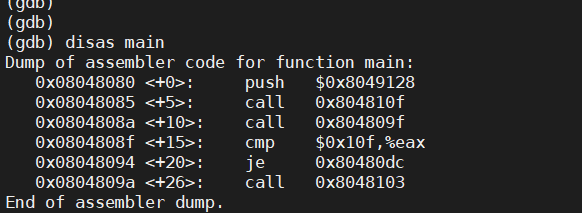 (gdb)
(gdb)
(gdb) disas main
Dump of assembler code for function main:
   0x08048080 <+0>:     push   $0x8049128
   0x08048085 <+5>:     call   0x804810f
   0x0804808a <+10>:    call   0x804809f
   0x0804808f <+15>:    cmp    $0x10f,%eax
   0x08048094 <+20>:    je     0x80480dc
   0x0804809a <+26>:    call   0x8048103
End of assembler dump.